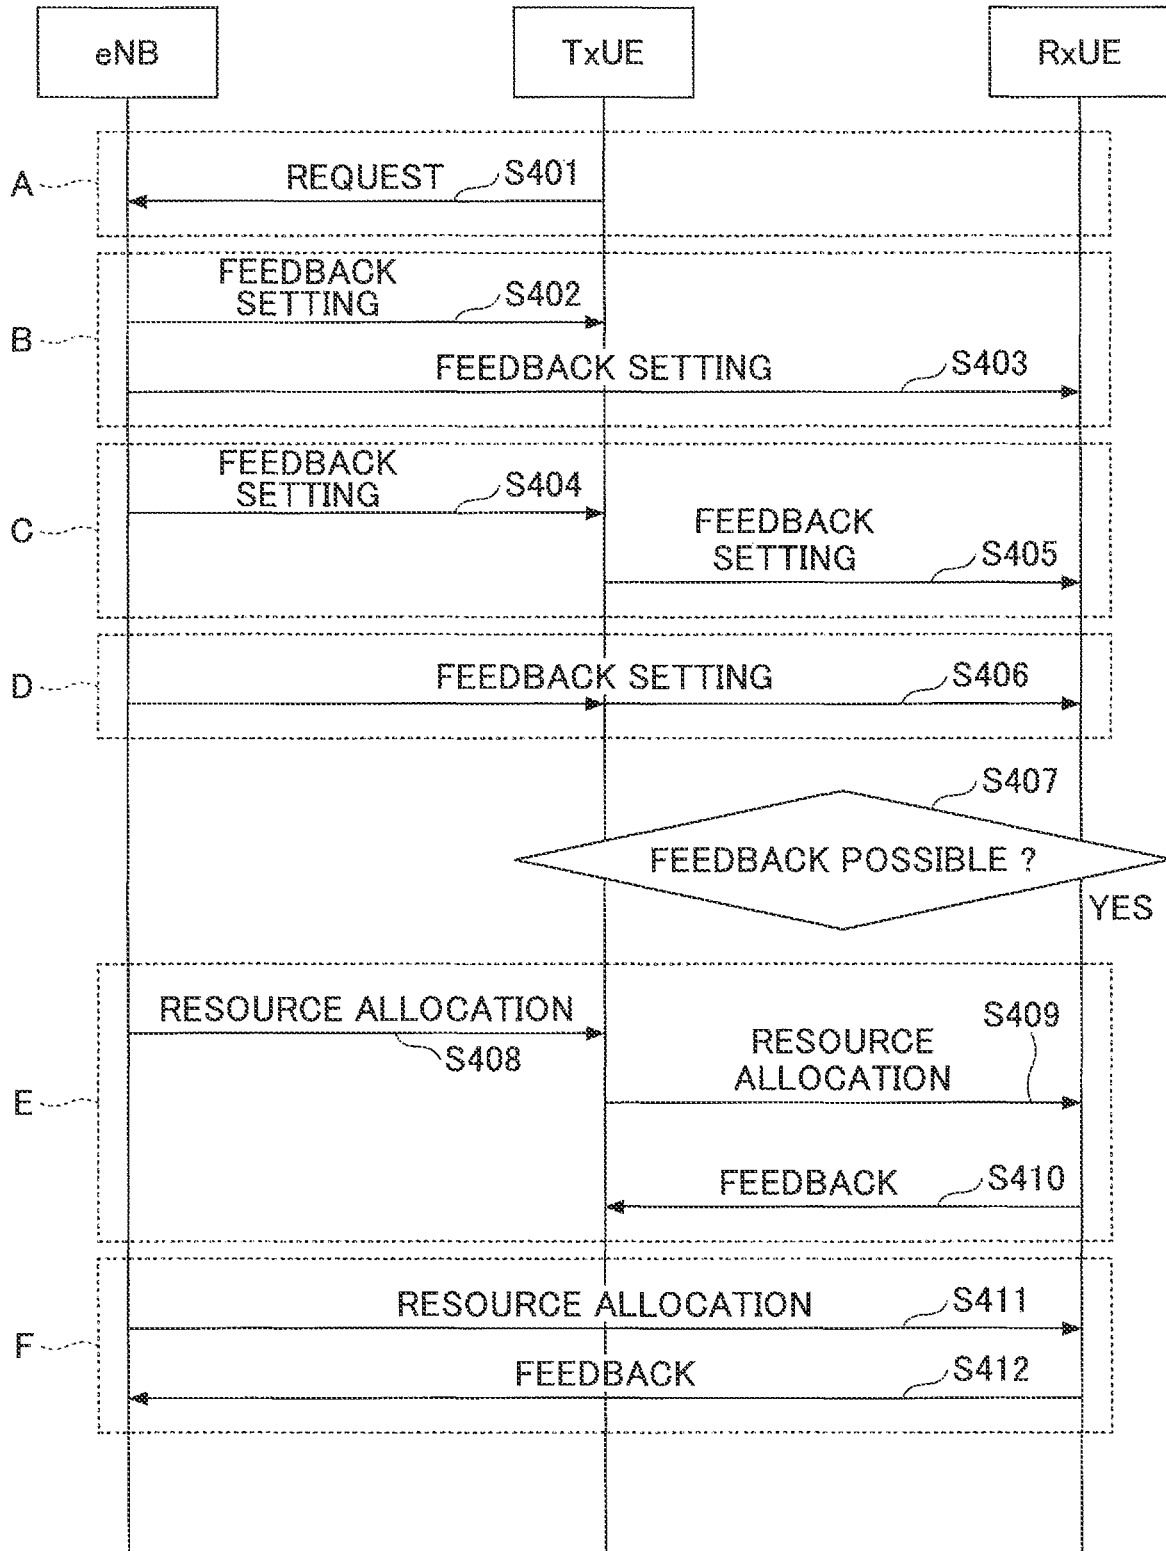 eNB
TxUE
RxUE
A
REQUEST
S401
B
FEEDBACK
SETTING
S402
FEEDBACK SETTING
S403
C
FEEDBACK
SETTING
S404
FEEDBACK
SETTING
S405
D
FEEDBACK SETTING
S406
S407
FEEDBACK POSSIBLE ?
YES
E
RESOURCE ALLOCATION
S408
RESOURCE
ALLOCATION
S409
FEEDBACK
S410
F
RESOURCE ALLOCATION
S411
FEEDBACK
S412